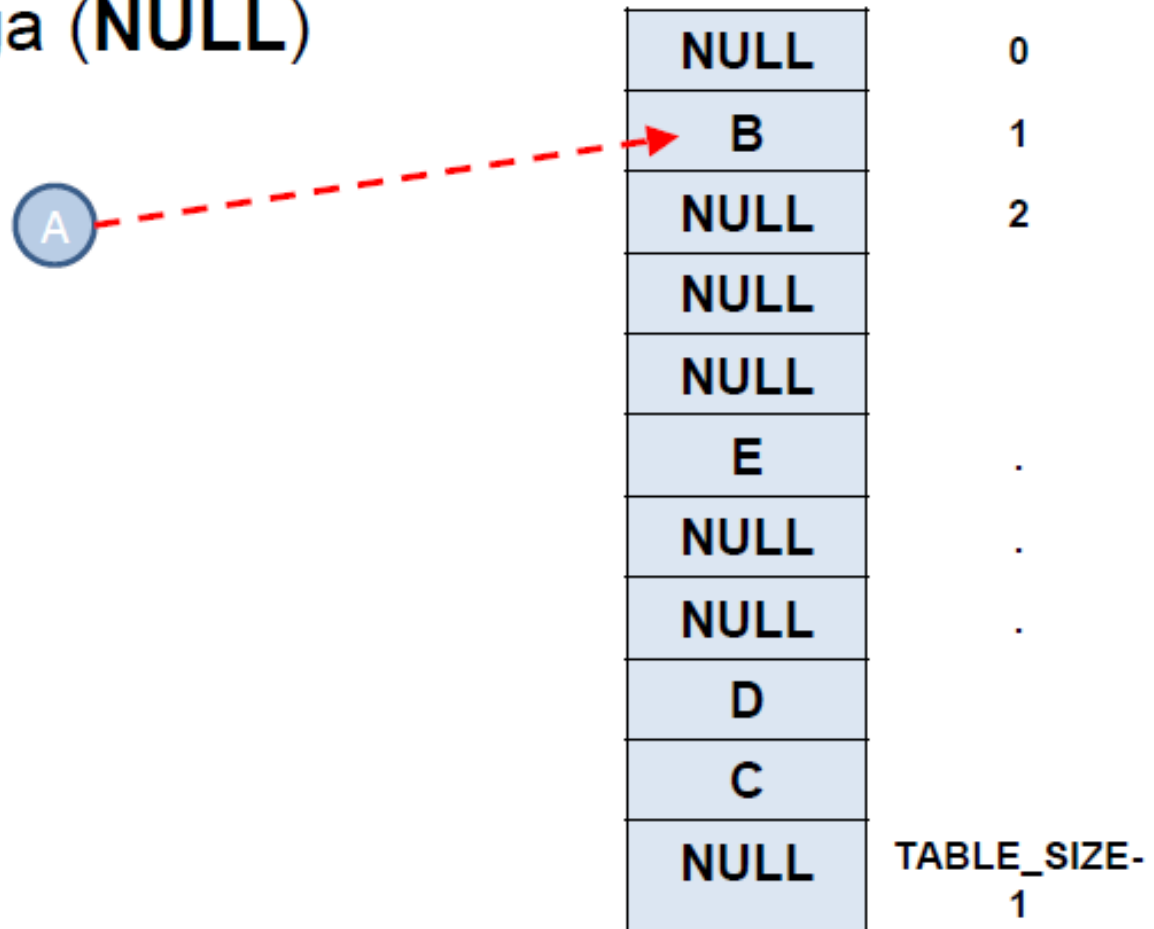 (NULL)
NULL 0
B 1
A
NULL 2
NULL
NULL
E .
NULL .
NULL .
D
C
NULL TABLE_SIZE-
1